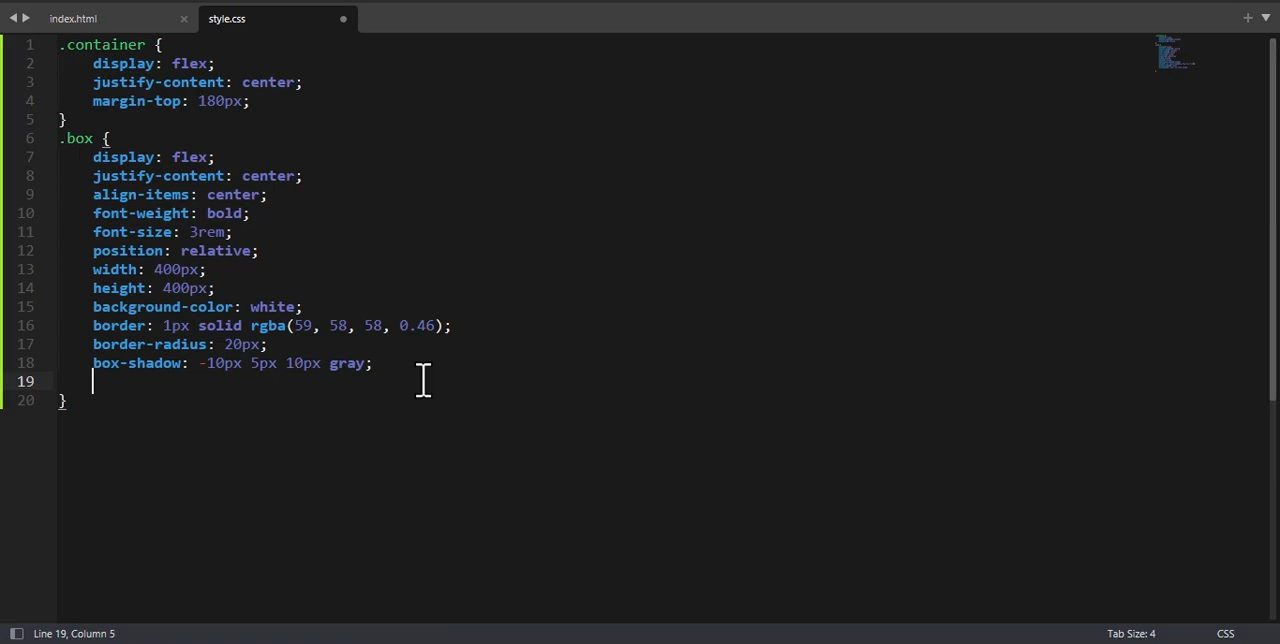 index.html
style.css
1 .container {
2 display: flex;
3 justify-content: center;
4 margin-top: 180px;
5 }
6 .box {
7 display: flex;
8 justify-content: center;
9 align-items: center;
10 font-weight: bold;
11 font-size: 3rem;
12 position: relative;
13 width: 400px;
14 height: 400px;
15 background-color: white;
16 border: 1px solid rgba(59, 58, 58, 0.46);
17 border-radius: 20px;
18 box-shadow: -10px 5px 10px gray;
19
20 }
Line 19, Column 5
Tab Size: 4
CSS